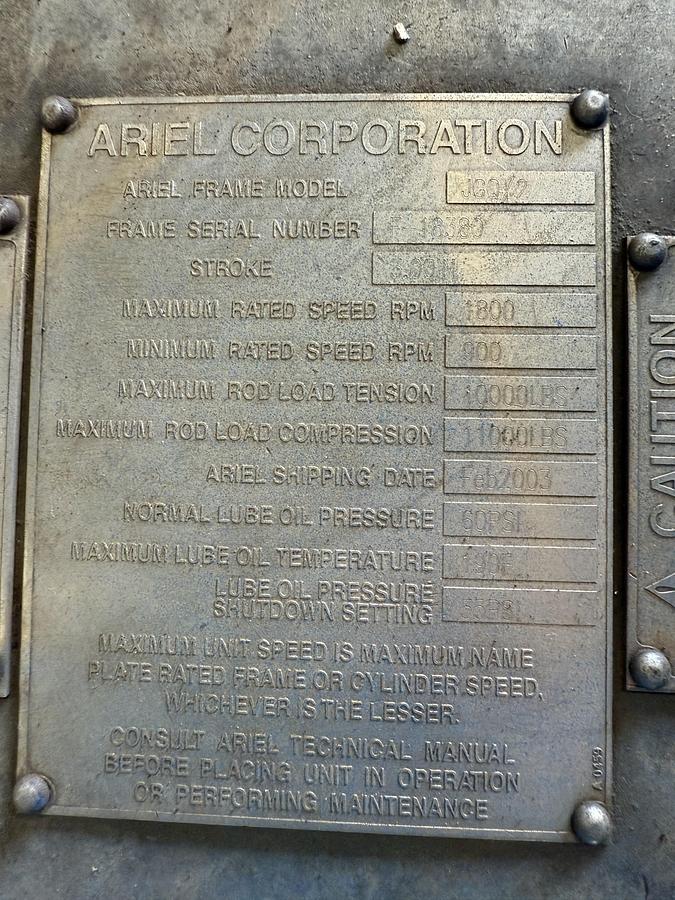 ARIEL CORPORATION
ARIEL FRAME MODEL
FRAME SERIAL NUMBER
STROKE
MAXIMUM RATED SPEED RPM 1800
MINIMUM RATED SPEED RPM 900
MAXIMUM ROD LOAD TENSION 10000LBS
MAXIMUM ROD LOAD COMPRESSION 11000LBS
ARIEL SHIPPING DATE Feb2003
NORMAL LUBE OIL PRESSURE 60PSI
MAXIMUM LUBE OIL TEMPERATURE
LUBE OIL PRESSURE
SHUTDOWN SETTING
MAXIMUM UNIT SPEED IS MAXIMUM NAME
PLATE RATED FRAME OR CYLINDER SPEED,
WHICHEVER IS THE LESSER.
CONSULT ARIEL TECHNICAL MANUAL
BEFORE PLACING UNIT IN OPERATION
OR PERFORMING MAINTENANCE
A 0159
CAUTION